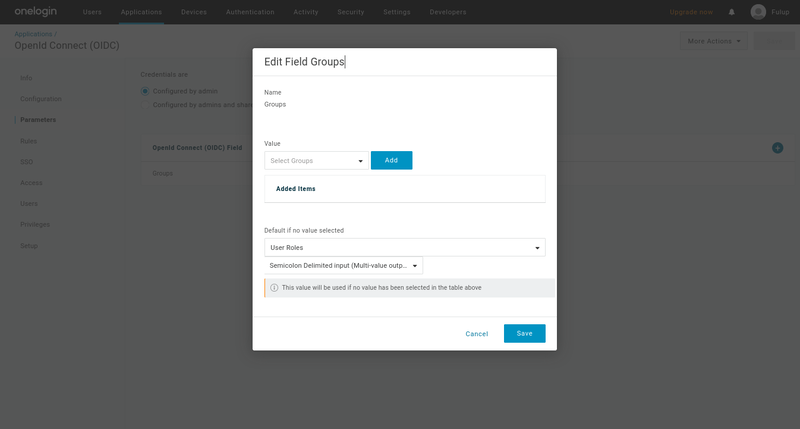 onelogin Users Applications Devices Authentication Activity Security Settings Developers Upgrade now Fulup
Applications /
OpenId Connect (OIDC)
More Actions
Info
Configuration
Parameters
Rules
SSO
Access
Users
Privileges
Setup
Credentials are
Configured by admin
Configured by admins and shar
OpenId Connect (OIDC) Field
Groups
Edit Field Groups
Name
Groups
Value
Select Groups
Add
Added Items
Default if no value selected
User Roles
Semicolon Delimited input (Multi-value outp...
This value will be used if no value has been selected in the table above
Cancel
Save